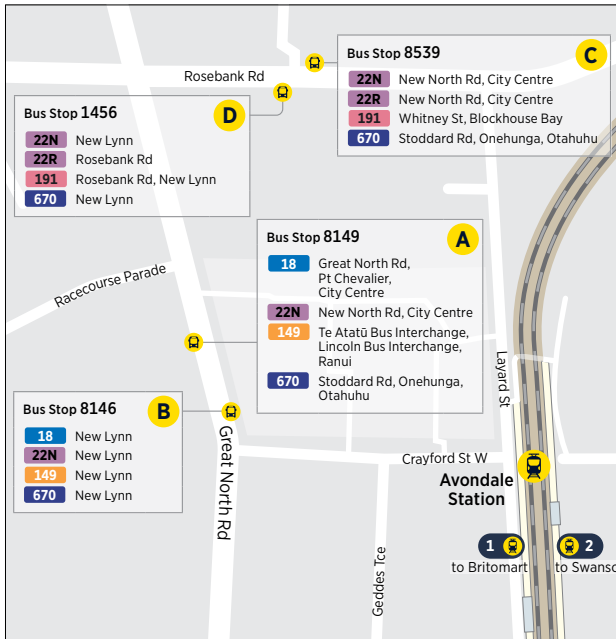 Bus Stop 8539
C
22N New North Rd, City Centre
22R New North Rd, City Centre
191 Whitney St, Blockhouse Bay
670 Stoddard Rd, Onehunga, Otahuhu
Rosebank Rd
Bus Stop 1456
D
22N New Lynn
22R Rosebank Rd
191 Rosebank Rd, New Lynn
670 New Lynn
Bus Stop 8149
A
18 Great North Rd,
Pt Chevalier,
City Centre
22N New North Rd, City Centre
149 Te Atatū Bus Interchange,
Lincoln Bus Interchange,
Ranui
670 Stoddard Rd, Onehunga,
Otahuhu
Racecourse Parade
Layard St
Bus Stop 8146
B
18 New Lynn
22N New Lynn
149 New Lynn
670 New Lynn
Great North Rd
Crayford St W
Avondale
Station
Geddes Tce
1
to Britomart
2
to Swanso